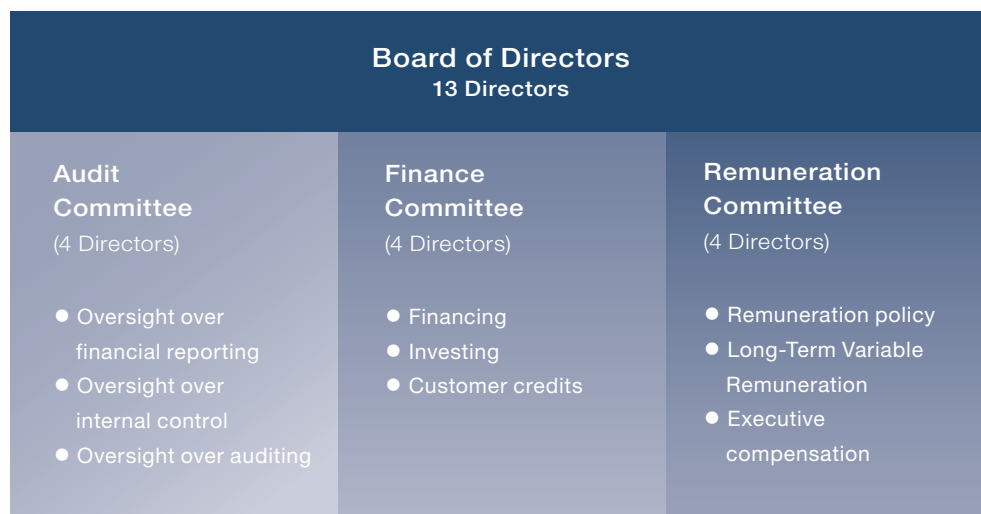 Board of Directors
13 Directors
Audit
Committee
(4 Directors)
● Oversight over
financial reporting
● Oversight over
internal control
● Oversight over auditing
Finance
Committee
(4 Directors)
● Financing
● Investing
● Customer credits
Remuneration
Committee
(4 Directors)
● Remuneration policy
● Long-Term Variable
Remuneration
● Executive
compensation